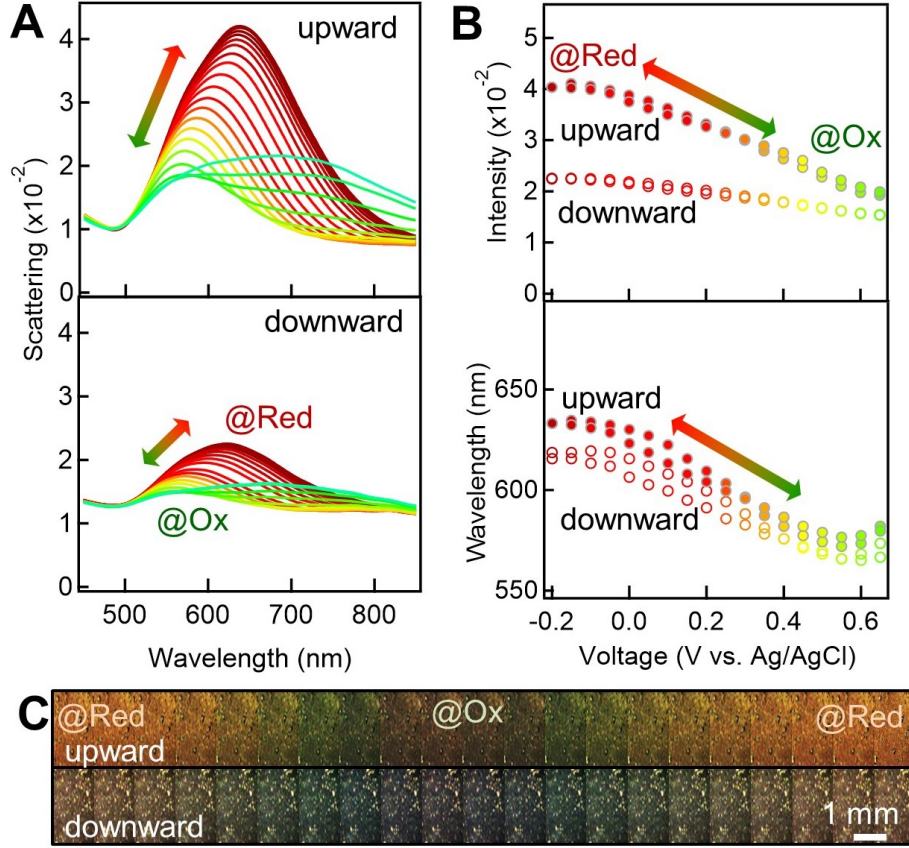 A
upward
Scattering (x10⁻²)
4
3
2
1
0
downward
@Red
@Ox
4
3
2
1
0
500
600
700
800
Wavelength (nm)
B
Intensity (x10⁻²)
5
4
3
2
1
0
@Red
@Ox
upward
downward
Wavelength (nm)
650
600
550
upward
downward
-0.2
0.0
0.2
0.4
0.6
Voltage (V vs. Ag/AgCl)
C
@Red
@Ox
@Red
upward
downward
1 mm